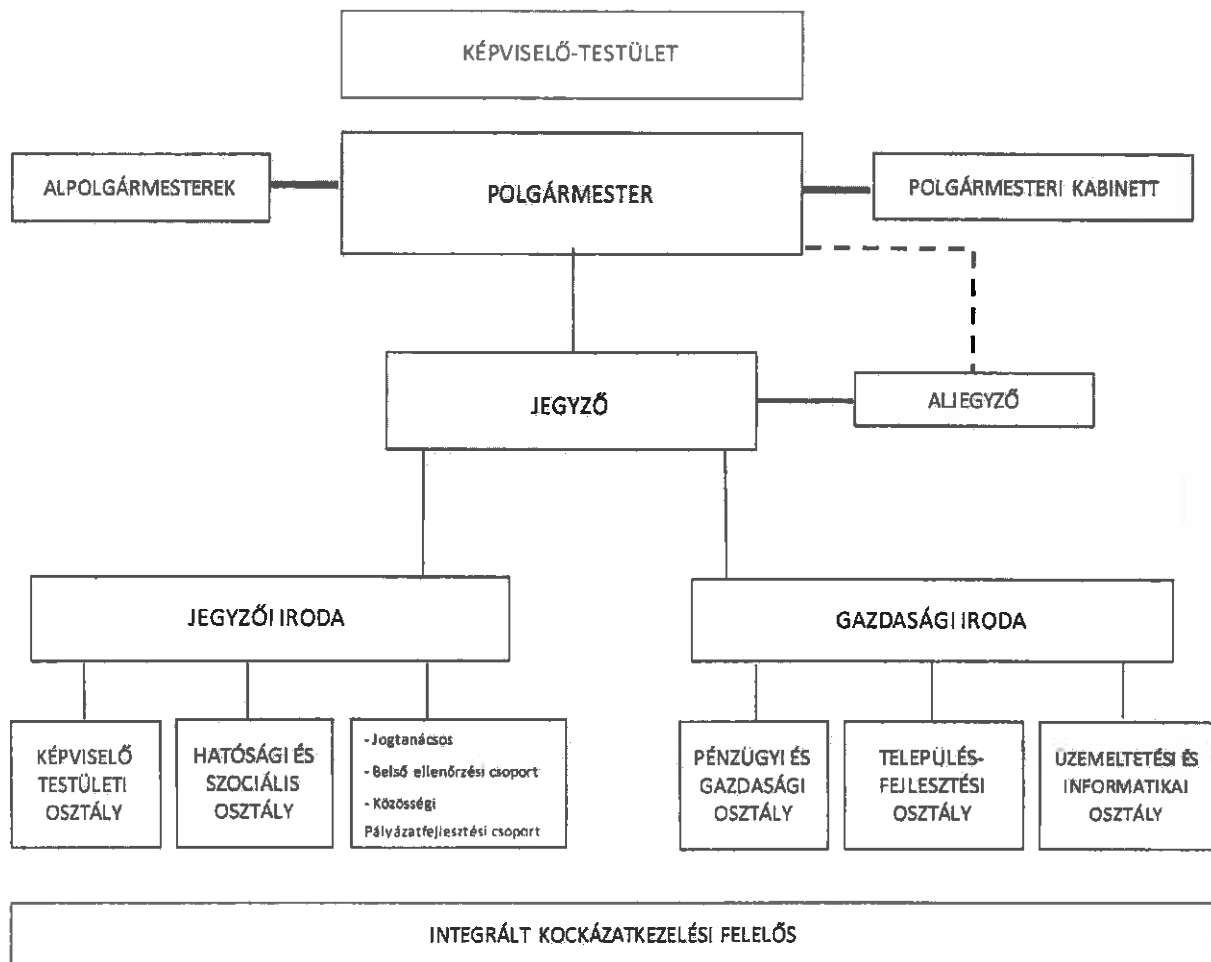 KÉPVISELŐ-TESTÜLET
ALPOLGÁRMESTEREK
POLGÁRMESTER
POLGÁRMESTERI KABINETT
JEGYZŐ
ALJEGYZŐ
JEGYZŐI IRODA
GAZDASÁGI IRODA
KÉPVISELŐ
TESTÜLETI
OSZTÁLY
HATÓSÁGI ÉS
SZOCIÁLIS
OSZTÁLY
- Jogtanácsos
- Belső ellenőrzési csoport
- Közösségi
Pályázatfejlesztési csoport
PÉNZÜGYI ÉS
GAZDASÁGI
OSZTÁLY
TELEPÜLÉS-
FEJLESZTÉSI
OSZTÁLY
ÜZEMELTETÉSI ÉS
INFORMATIKAI
OSZTÁLY
INTEGRÁLT KOCKÁZATKEZELÉSI FELELŐS